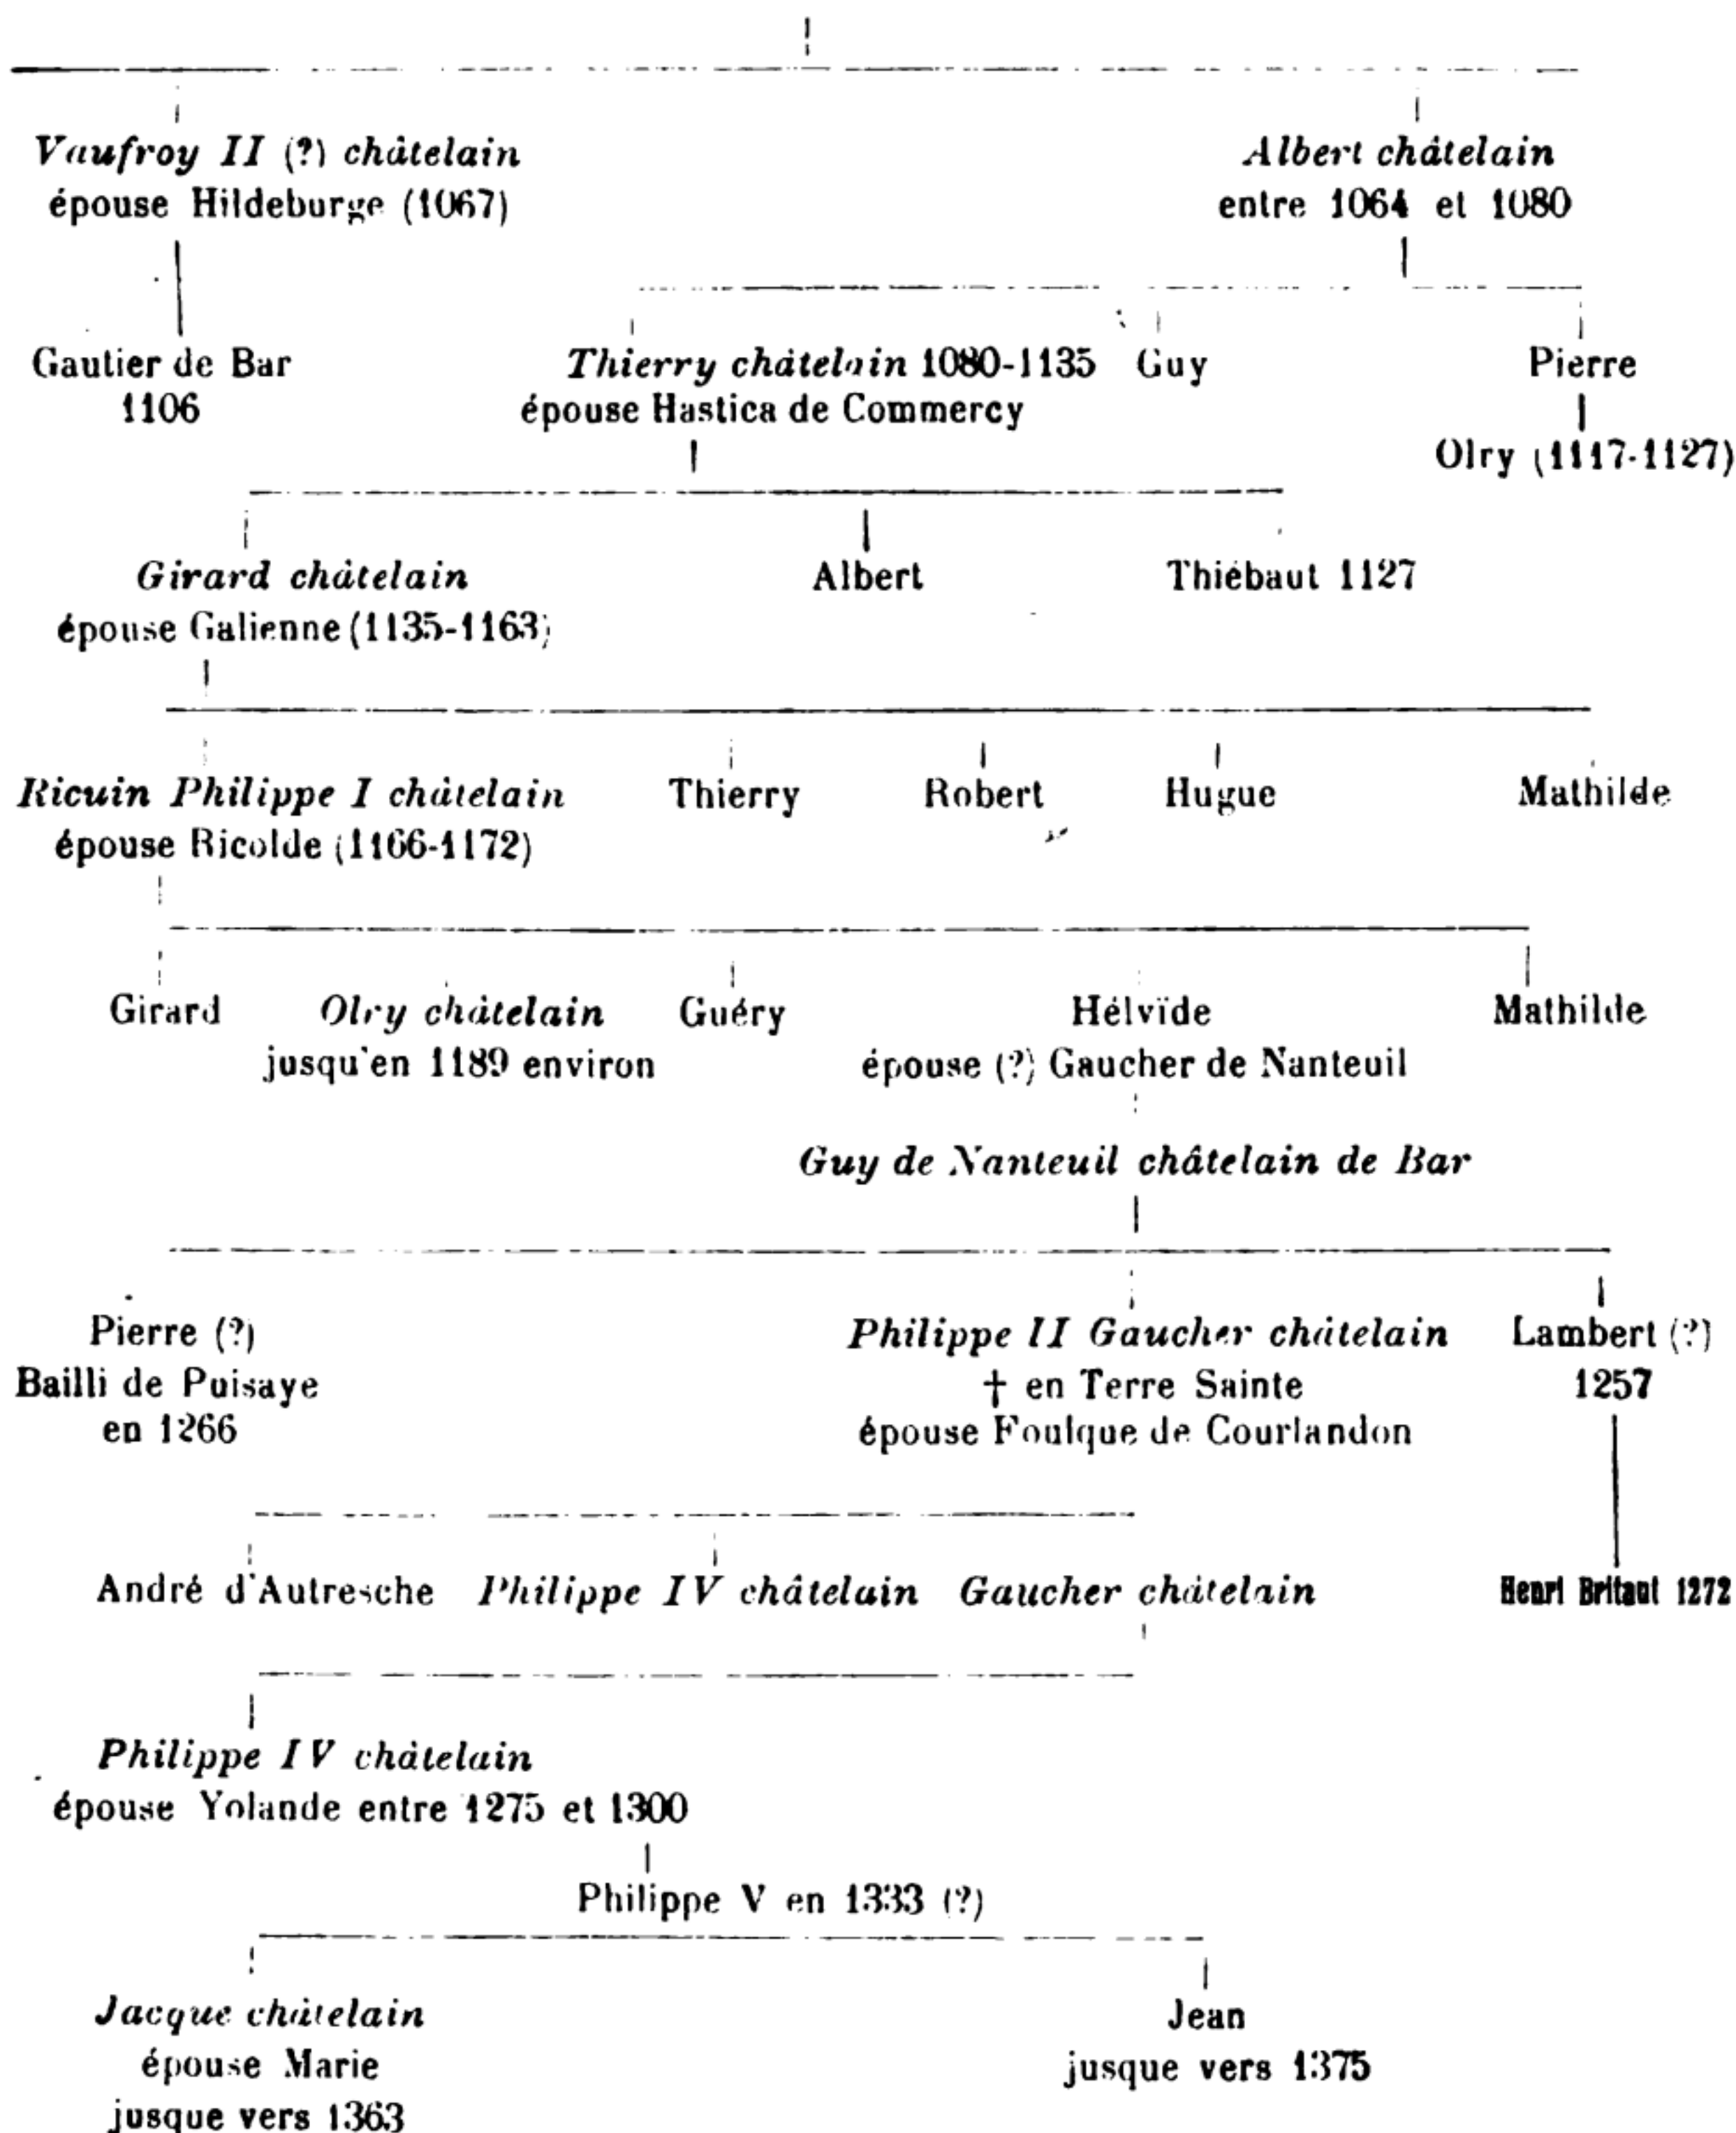 Vaufroy II (?) châtelain
épouse Hildeburge (1067)
Albert châtelain
entre 1064 et 1080
Gautier de Bar
1106
Thierry châtelain 1080-1135
épouse Hastica de Commercy
Guy
Pierre
Olry (1117-1127)
Girard châtelain
épouse Galienne (1135-1163)
Albert
Thiébaut 1127
Ricuin Philippe I châtelain
épouse Ricolde (1166-1172)
Thierry
Robert
Hugue
Mathilde
Girard
Olry châtelain
jusqu'en 1189 environ
Guéry
Hélvïde
épouse (?) Gaucher de Nanteuil
Mathilde
Guy de Nanteuil châtelain de Bar
Pierre (?)
Bailli de Puisaye
en 1266
Philippe II Gaucher châtelain
† en Terre Sainte
épouse Foulque de Courlandon
Lambert (?)
1257
André d'Autresche
Philippe IV châtelain
Gaucher châtelain
Henri Britaut 1272
Philippe IV châtelain
épouse Yolande entre 1275 et 1300
Philippe V en 1333 (?)
Jacque châtelain
épouse Marie
jusque vers 1363
Jean
jusque vers 1375